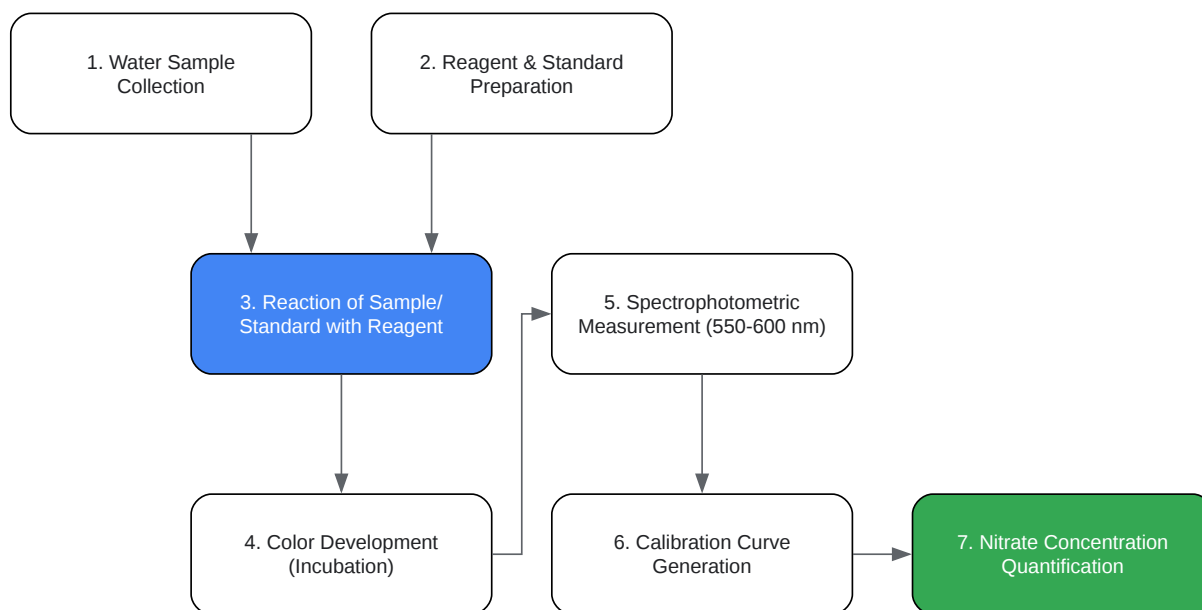 1. Water Sample
Collection
2. Reagent & Standard
Preparation
3. Reaction of Sample/
Standard with Reagent
4. Color Development
(Incubation)
5. Spectrophotometric
Measurement (550-600 nm)
6. Calibration Curve
Generation
7. Nitrate Concentration
Quantification